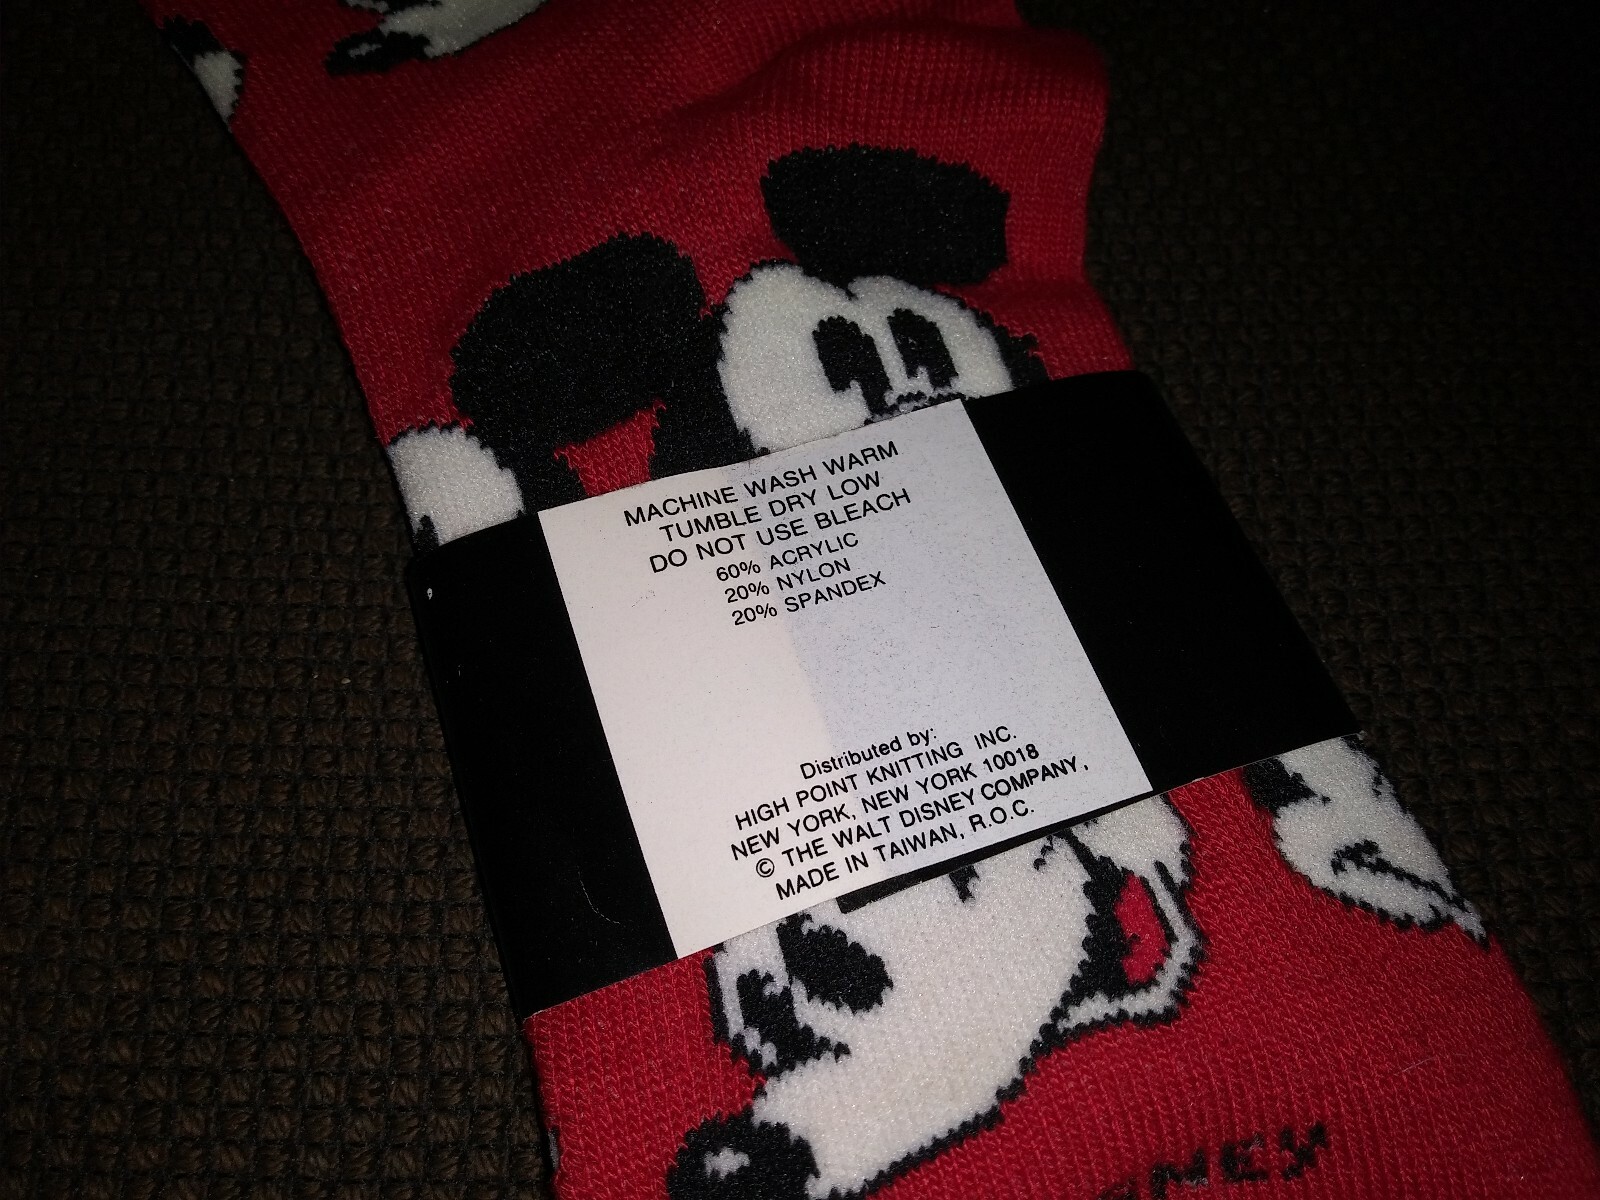 MACHINE WASH WARM
TUMBLE DRY LOW
DO NOT USE BLEACH
60% ACRYLIC
20% NYLON
20% SPANDEX
Distributed by:
HIGH POINT KNITTING INC.
NEW YORK, NEW YORK 10018
© THE WALT DISNEY COMPANY,
MADE IN TAIWAN, R.O.C.